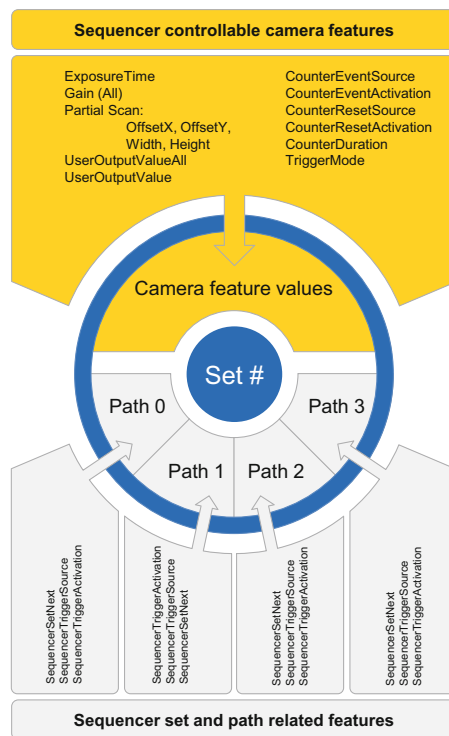 Sequencer controllable camera features
ExposureTime
Gain (All)
Partial Scan:
OffsetX, OffsetY,
Width, Height
UserOutputValueAll
UserOutputValue
CounterEventSource
CounterEventActivation
CounterResetSource
CounterResetActivation
CounterDuration
TriggerMode
Camera feature values
Set #
Path 0
Path 1
Path 2
Path 3
SequencerSetNext
SequencerTriggerSource
SequencerTriggerActivation
SequencerTriggerActivation
SequencerTriggerSource
SequencerSetNext
SequencerSetNext
SequencerTriggerSource
SequencerTriggerActivation
SequencerSetNext
SequencerTriggerSource
SequencerTriggerActivation
Sequencer set and path related features